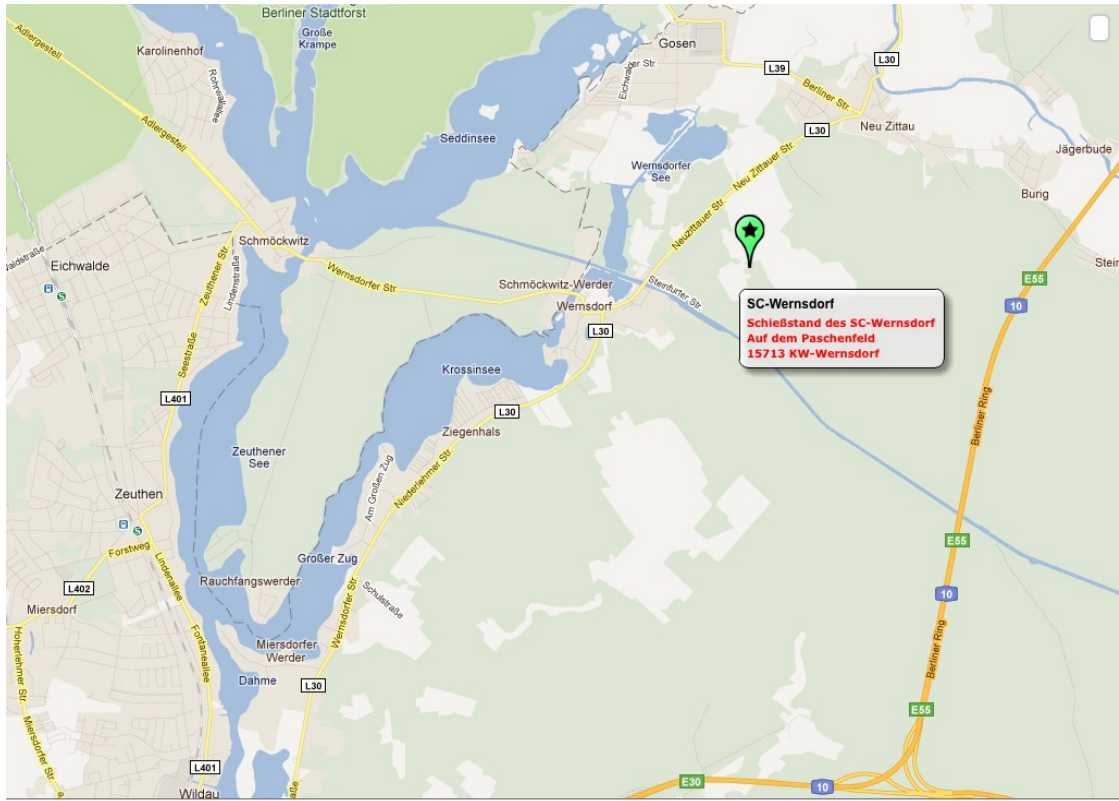 Berliner Stadtforst
Große
Krampe
Adlergestell
Karolinenhof
Rohrwallallee
Gosen
L30
L39
Eichwalder Str.
Berliner Str.
Adlergestell
Seddinsee
L30
Neu Zittau
Wernsdorfer
See
Neu Zittauer Str.
Jägerbude
Burig
Neuzittauer Str.
Schmöckwitz
Zeuthener Str.
Lindenstraße
Eichwalde
Wernsdorfer Str.
Schmöckwitz-Werder
Wernsdorf
Steinfurter Str.
E55
10
SC-Wernsdorf
Schießstand des SC-Wernsdorf
Auf dem Paschenfeld
15713 KW-Wernsdorf
L30
Seestraße
Krossinsee
L401
L30
Ziegenhals
Berliner Ring
Zeuthener
See
Am Großen Zug
Niederlehmer Str.
Zeuthen
S
Forstweg
Lindenallee
E55
Großer Zug
Rauchfangswerder
L402
Schulstraße
10
Miersdorf
Fontaneallee
Wernsdorfer Str.
Hoherlehmer Str.
Miersdorfer
Werder
Berliner Ring
Dahme
L30
E55
Miersdorfer Str.
L401
E30
10
Wildau